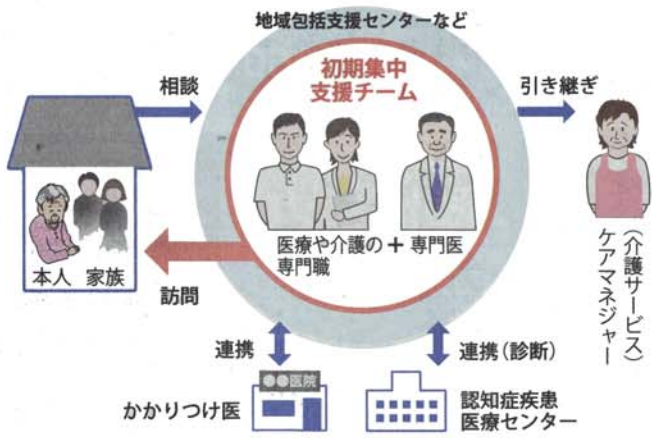 地域包括支援センターなど
初期集中
支援チーム
相談
引き継ぎ
医療や介護の
専門職
+
専門医
本人 家族
訪問
ケアマネジャー
(介護サービス)
連携
連携(診断)
●●医院
かかりつけ医
認知症疾患
医療センター